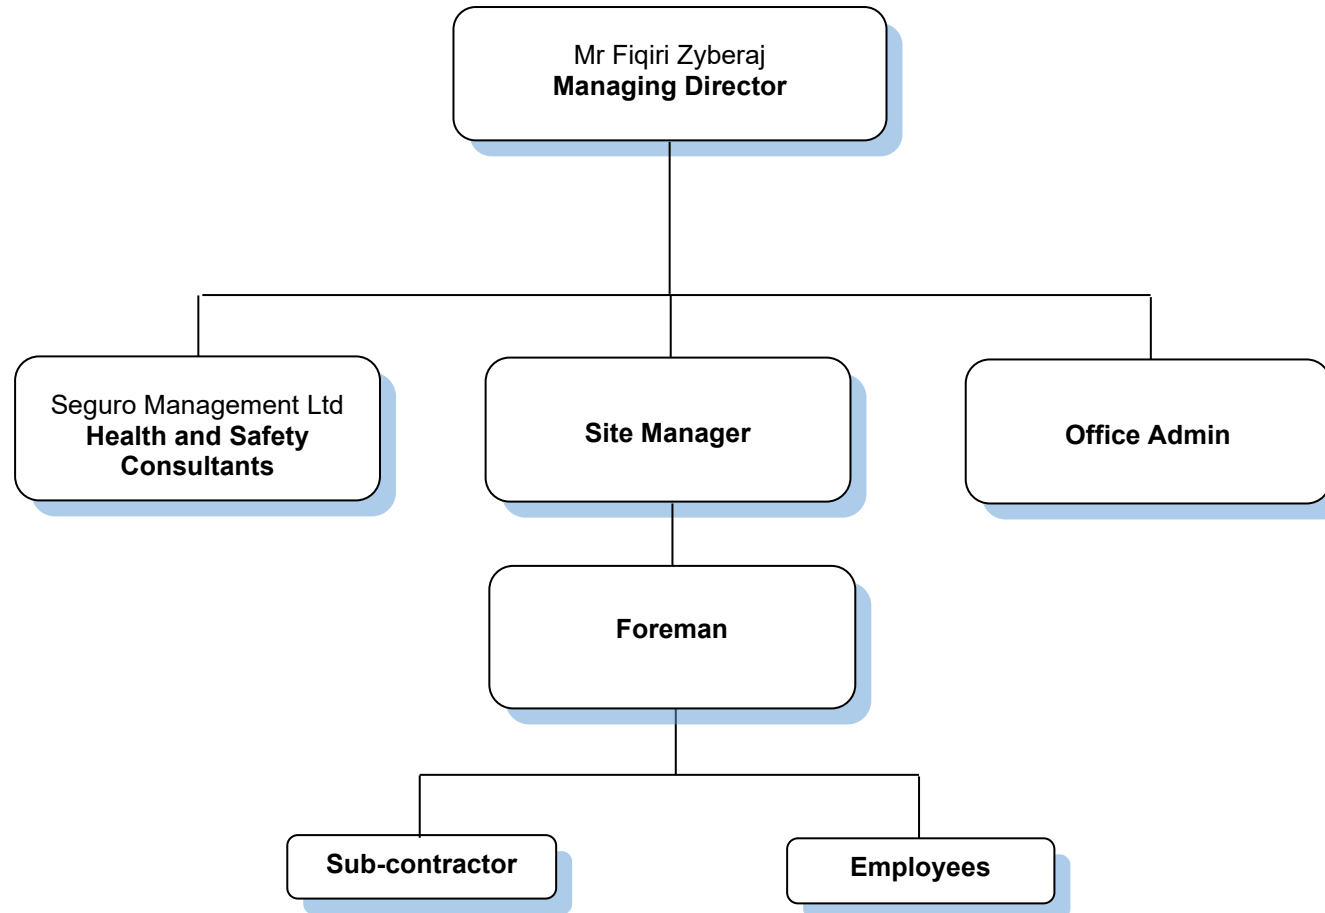 Mr Fiqiri Zyberaj
Managing Director
Seguro Management Ltd
Health and Safety
Consultants
Site Manager
Office Admin
Foreman
Sub-contractor
Employees